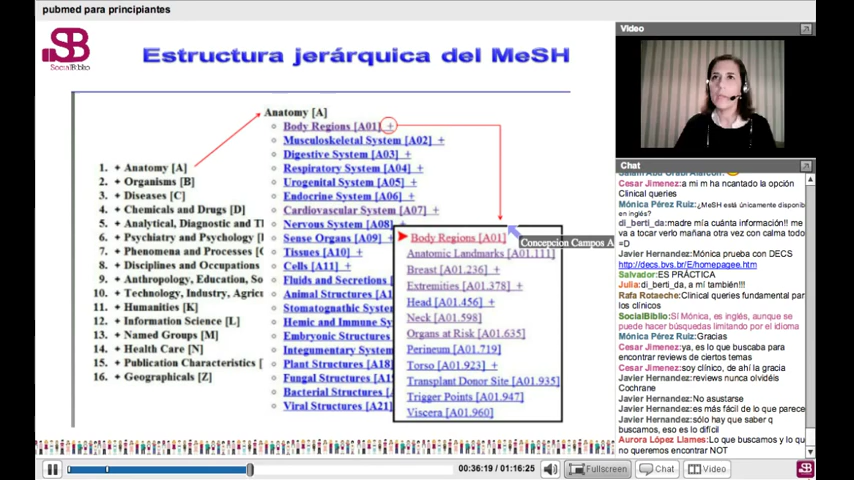 pubmed para principiantes
SB
SocialBiblio
Estructura jerárquica del MeSH
1. + Anatomy [A]
2. + Organisms [B]
3. + Diseases [C]
4. + Chemicals and Drugs [D]
5. + Analytical, Diagnostic and
6. + Psychiatry and Psychology [
7. + Phenomena and Processes [
8. + Disciplines and Occupations
9. + Anthropology, Education, So
10. + Technology, Industry, Agric
11. + Humanities [K]
12. + Information Science [L]
13. + Named Groups [M]
14. + Health Care [N]
15. + Publication Characteristics [
16. + Geographicals [Z]
Anatomy [A]
Body Regions [A01] +
Musculoskeletal System [A02] +
Digestive System [A03] +
Respiratory System [A04] +
Urogenital System [A05] +
Endocrine System [A06] +
Cardiovascular System [A07] +
Nervous System [A08] +
Sense Organs [A09] +
Tissues [A10] +
Cells [A11] +
Fluids and Secretions
Animal Structures [A1
Stomatognathic System
Hemic and Immune Sy
Embryonic Structures
Integumentary System
Plant Structures [A18]
Fungal Structures [A1
Bacterial Structures [A
Viral Structures [A21]
Body Regions [A01]
Anatomic Landmarks [A01.111]
Breast [A01.236] +
Extremities [A01.378] +
Head [A01.456] +
Neck [A01.598]
Organs at Risk [A01.635]
Perineum [A01.719]
Torso [A01.923] +
Transplant Donor Site [A01.935]
Trigger Points [A01.947]
Viscera [A01.960]
Concepcion Campos A
Video
Chat
Cesar Jimenez:a mi m ha ncantado la opción
Clinical queries
Mónica Pérez Ruiz:¿MeSH está únicamente disponib
en inglés?
di_berti_da:madre mía cuánta información!! me
va a tocar verlo mañana otra vez con calma todo
=D
Javier Hernandez:Mónica prueba con DECS
http://decs.bvs.br/E/homepagee.htm
Salvador:ES PRÁCTICA
Julia:di_berti_da, a mí también!!!
Rafa Rotaeche:Clinical queries fundamental para
los clínicos
SocialBiblio:SI Mónica, es inglés, aunque se
puede hacer búsquedas limitando por el idioma
Mónica Pérez Ruiz:Gracias
Cesar Jimenez:ya, es lo que buscaba para
encontrar reviews de ciertos temas
Cesar Jimenez:soy clínico, de ahí la gracia
Javier Hernandez:reviews nunca olvidéis
Cochrane
Javier Hernandez:No asustarse
Javier Hernandez:es más fácil de lo que parece
Javier Hernandez:sólo hay que saber q
buscamos, eso es lo difícil
Aurora López Llames:Lo que buscamos y lo qu
no queremos encontrar NOT
00:36:19 / 01:16:25
Fullscreen
Chat
Video